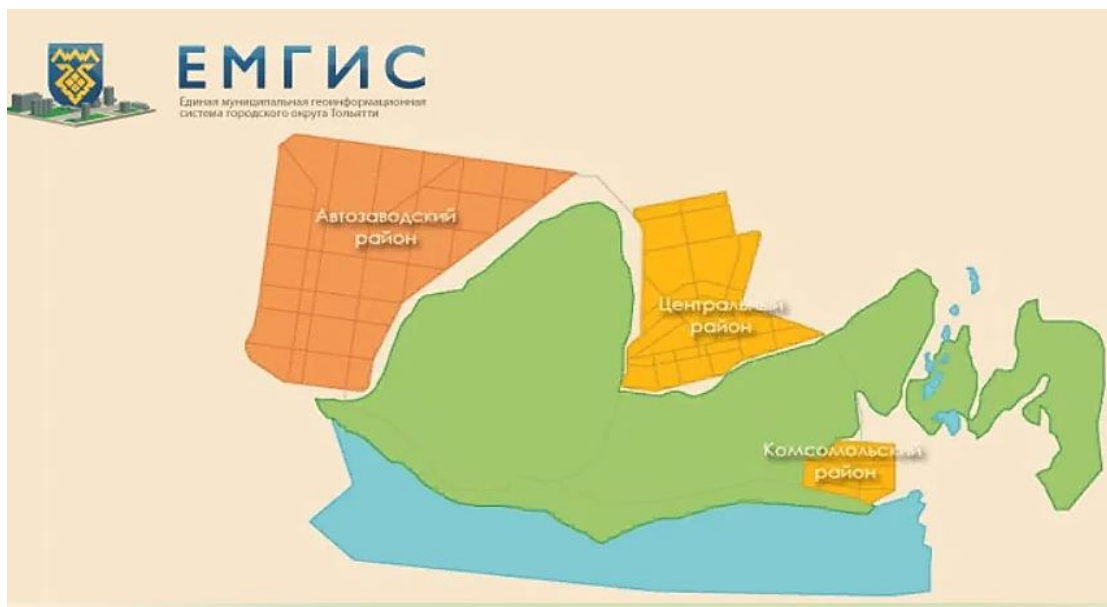 ЕМГИС
Единая муниципальная геоинформационная
система городского округа Тольятти
Автозаводский
район
Центральный
район
Комсомольский
район